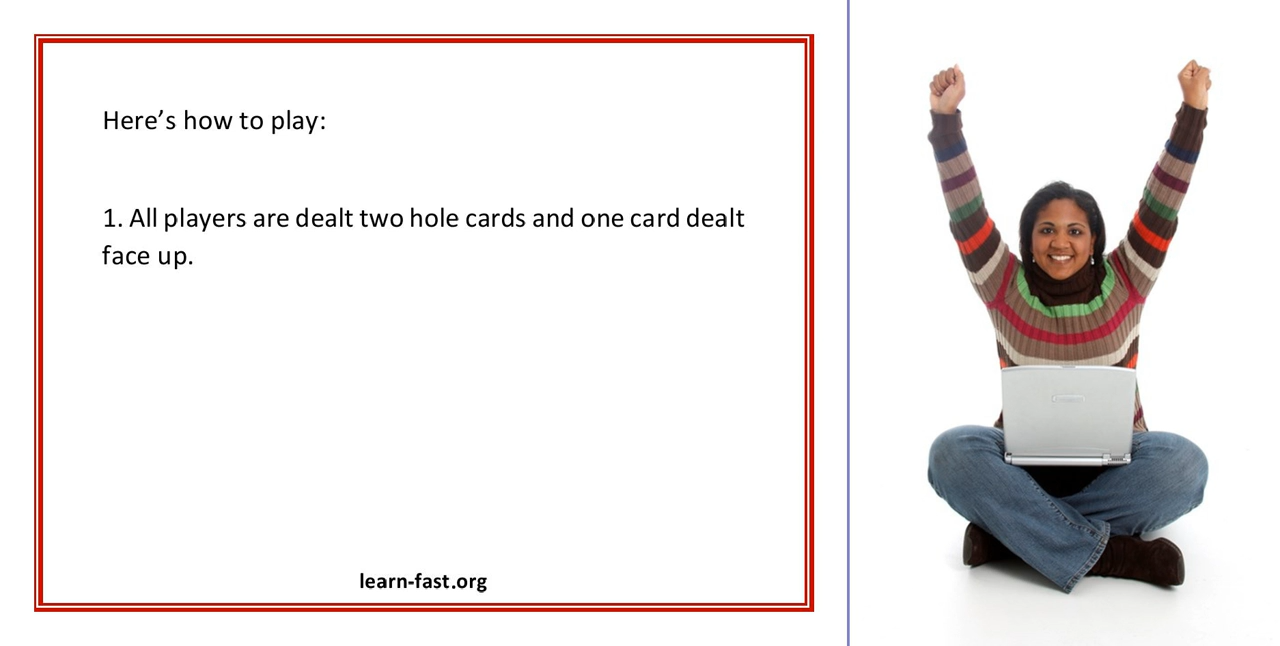 Here’s how to play:
1. All players are dealt two hole cards and one card dealt
face up.
learn-fast.org